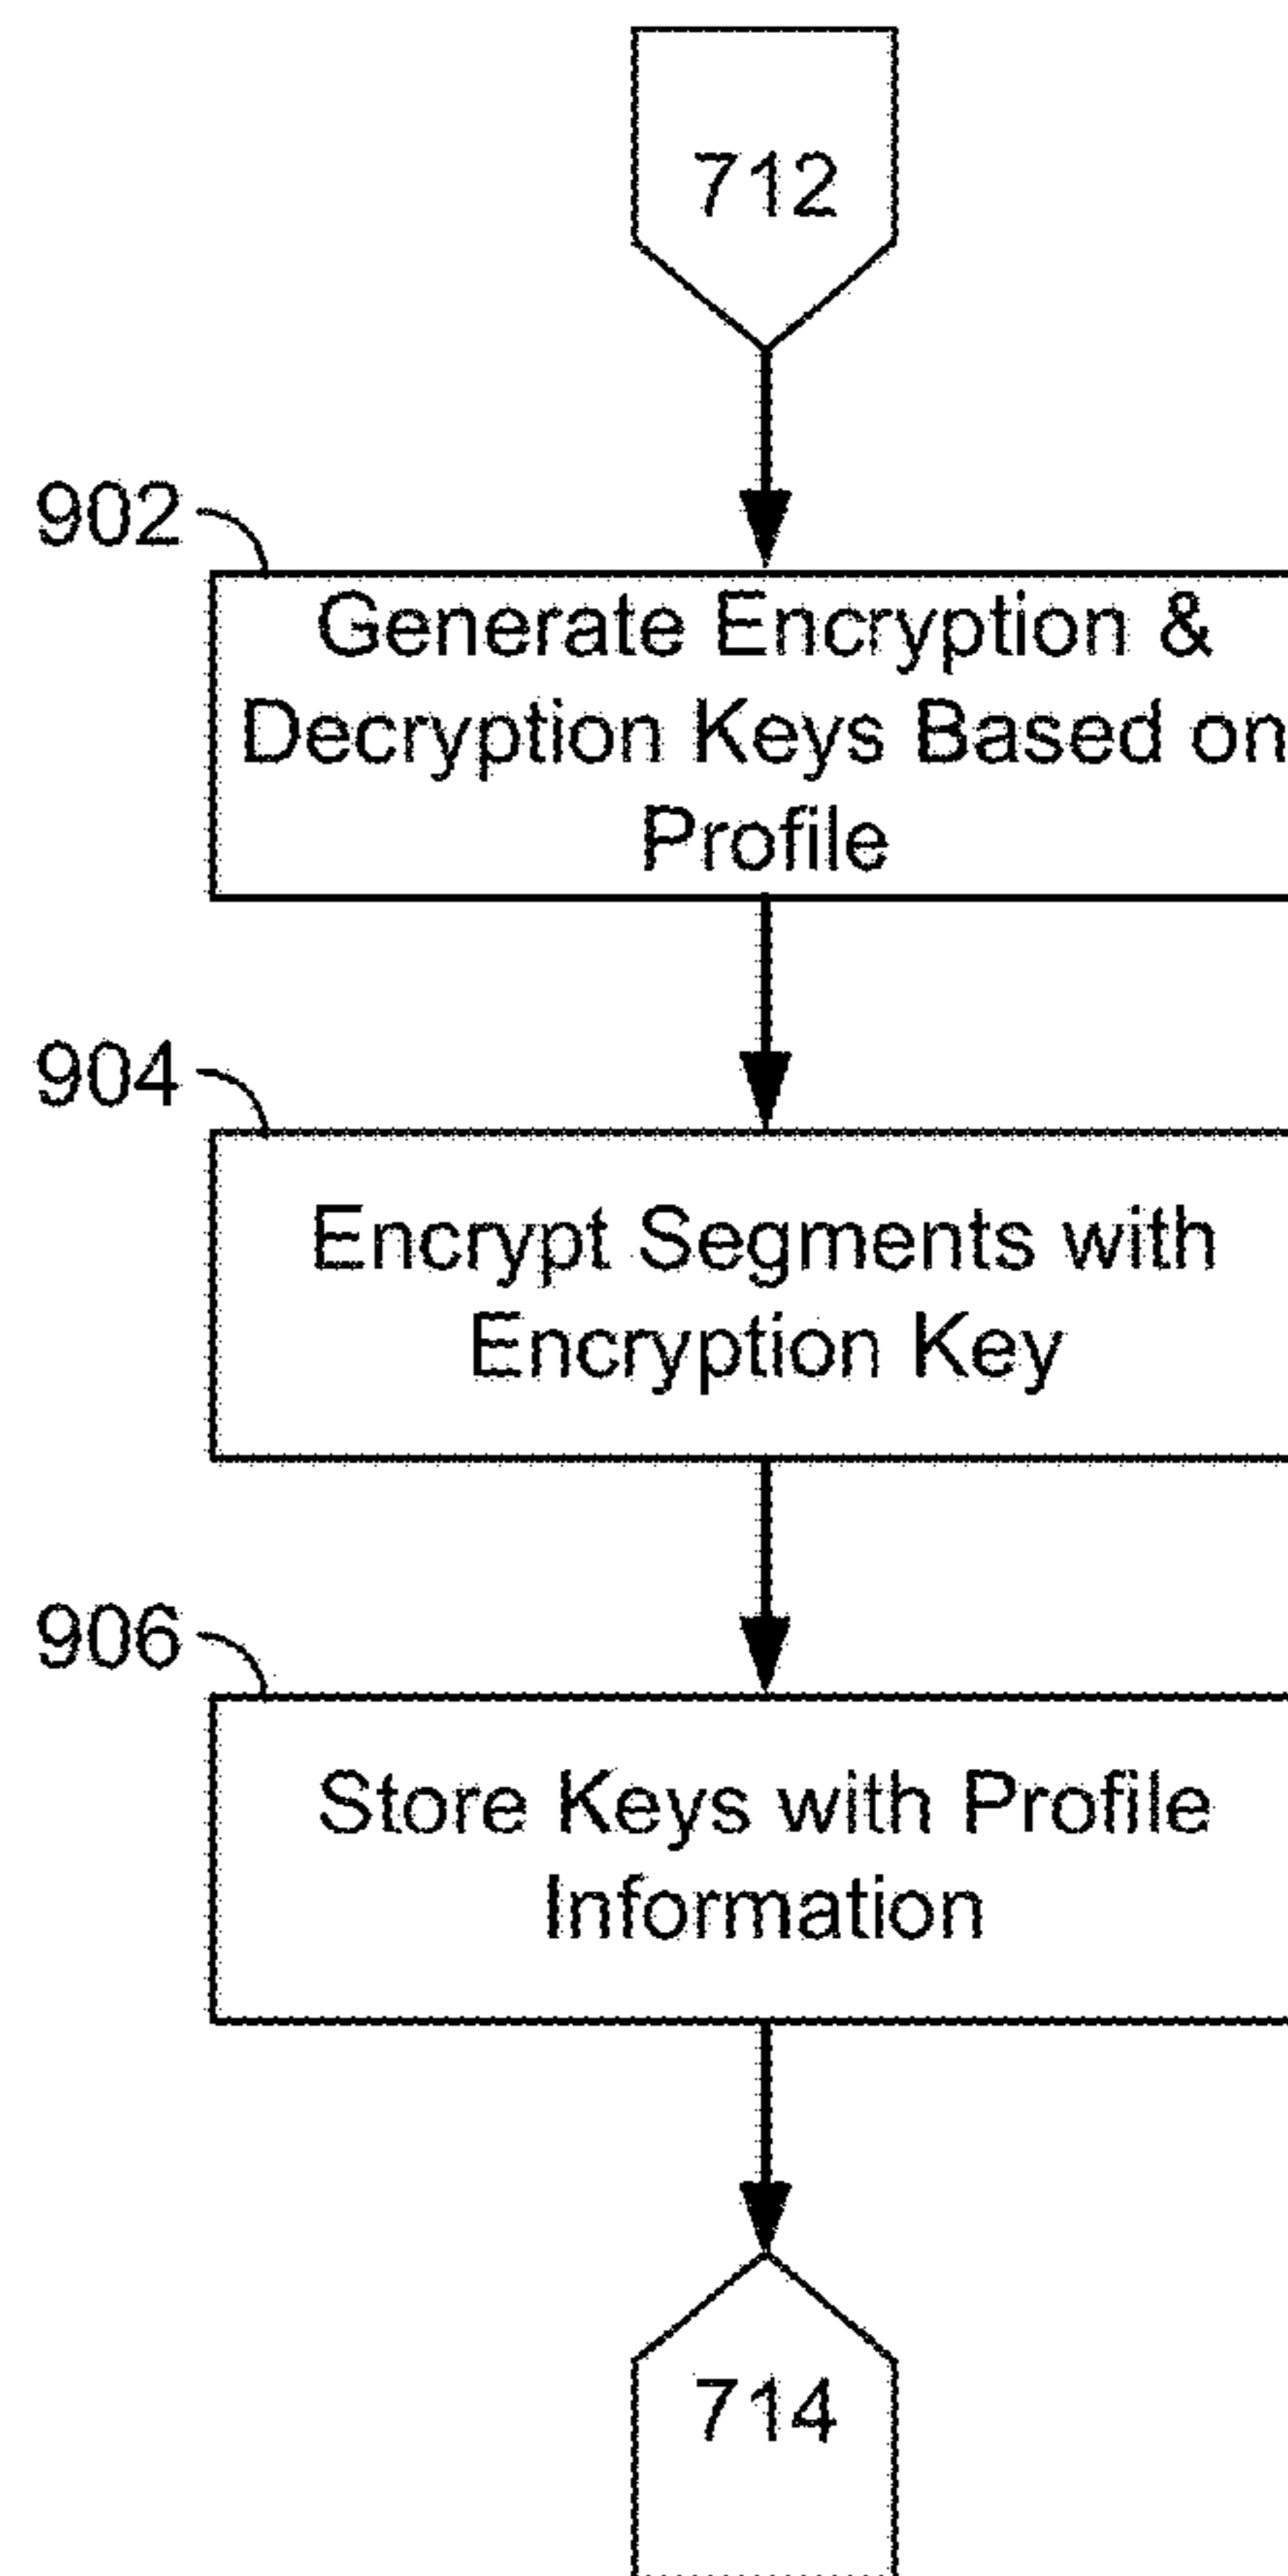 712
902
Generate Encryption &
Decryption Keys Based on
Profile
904
Encrypt Segments with
Encryption Key
906
Store Keys with Profile
Information
714